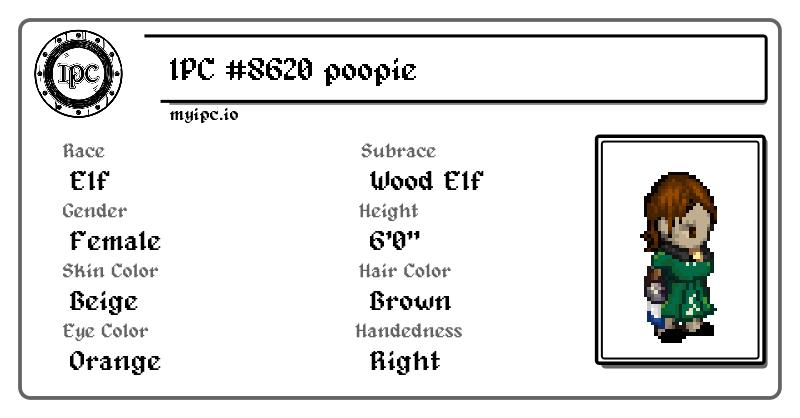 IPC
IPC #8620 poopie
myipc.io
Race
Elf
Subrace
Wood Elf
Gender
Female
Height
6'0"
Skin Color
Beige
Hair Color
Brown
Eye Color
Orange
Handedness
Right